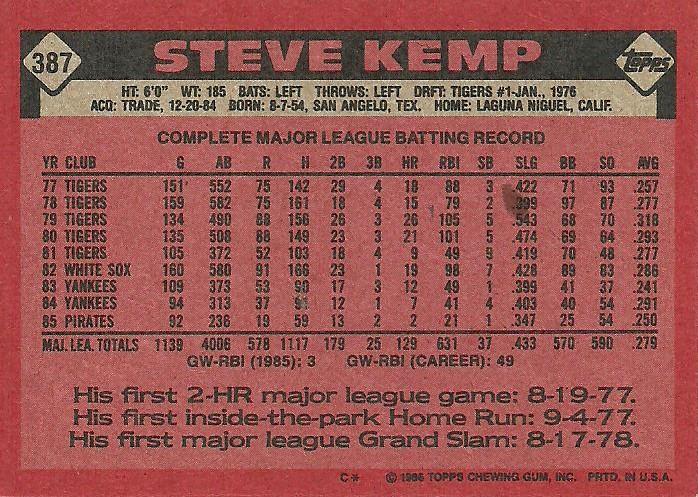 387 STEVE KEMP TOPPS
HT: 6'0" WT: 185 BATS: LEFT THROWS: LEFT DRFT: TIGERS #1-JAN., 1976
ACQ: TRADE, 12-20-84 BORN: 8-7-54, SAN ANGELO, TEX. HOME: LAGUNA NIGUEL, CALIF.
COMPLETE MAJOR LEAGUE BATTING RECORD
YR CLUB G AB R H 2B 3B HR RBI SB SLG BB SO AVG
77 TIGERS 151 552 75 142 29 4 18 88 3 .422 71 93 .257
78 TIGERS 159 582 75 161 18 4 15 79 2 .399 97 87 .277
79 TIGERS 134 490 88 156 26 3 26 105 5 .543 68 70 .318
80 TIGERS 135 508 88 149 23 3 21 101 5 .474 69 64 .293
81 TIGERS 105 372 52 103 18 4 9 49 9 .419 70 48 .277
82 WHITE SOX 160 580 91 166 23 1 19 98 7 .428 89 83 .286
83 YANKEES 109 373 53 90 17 3 12 49 1 .399 41 37 .241
84 YANKEES 94 313 37 91 12 1 7 41 4 .403 40 54 .291
85 PIRATES 92 236 19 59 13 2 2 21 1 .347 25 54 .250
MAJ. LEA. TOTALS 1139 4006 578 1117 179 25 129 631 37 .433 570 590 .279
GW-RBI (1985): 3 GW-RBI (CAREER): 49
His first 2-HR major league game: 8-19-77.
His first inside-the-park Home Run: 9-4-77.
His first major league Grand Slam: 8-17-78.
C* © 1986 TOPPS CHEWING GUM, INC. PRTD. IN U.S.A.